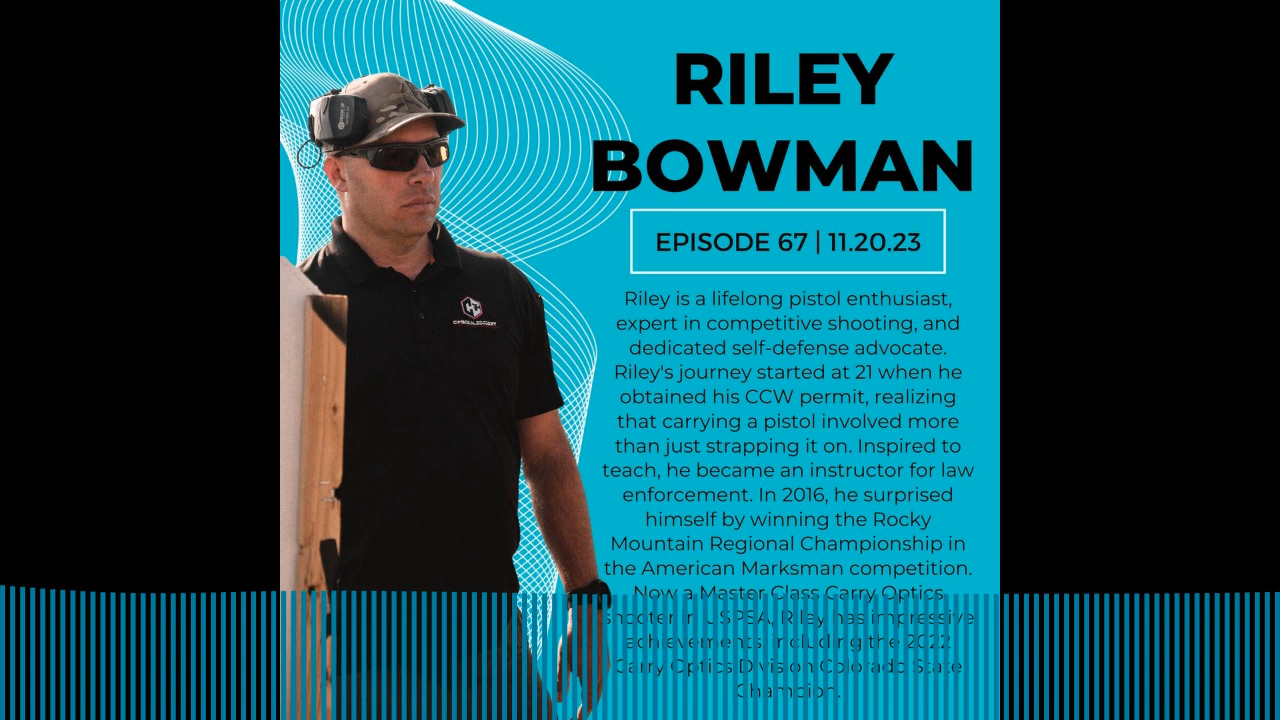 RILEY
BOWMAN
EPISODE 67 | 11.20.23
Riley is a lifelong pistol enthusiast,
expert in competitive shooting, and
dedicated self-defense advocate.
Riley's journey started at 21 when he
obtained his CCW permit, realizing
that carrying a pistol involved more
than just strapping it on. Inspired to
teach, he became an instructor for law
enforcement. In 2016, he surprised
himself by winning the Rocky
Mountain Regional Championship in
the American Marksman competition.
Now a Master Class Carry Optics
shooter in USPSA, Riley has impressive
achievements, including the 2022
Carry Optics Division Colorado State
Champion.